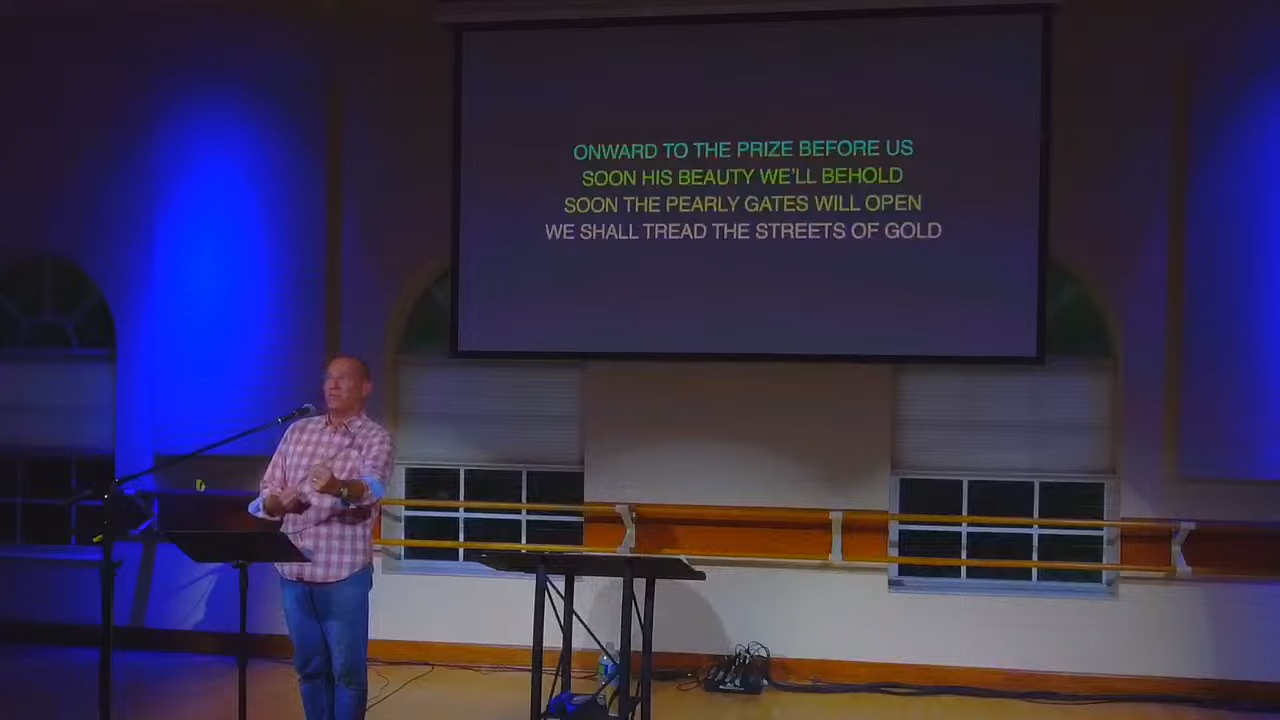 ONWARD TO THE PRIZE BEFORE US
SOON HIS BEAUTY WE'LL BEHOLD
SOON THE PEARLY GATES WILL OPEN
WE SHALL TREAD THE STREETS OF GOLD